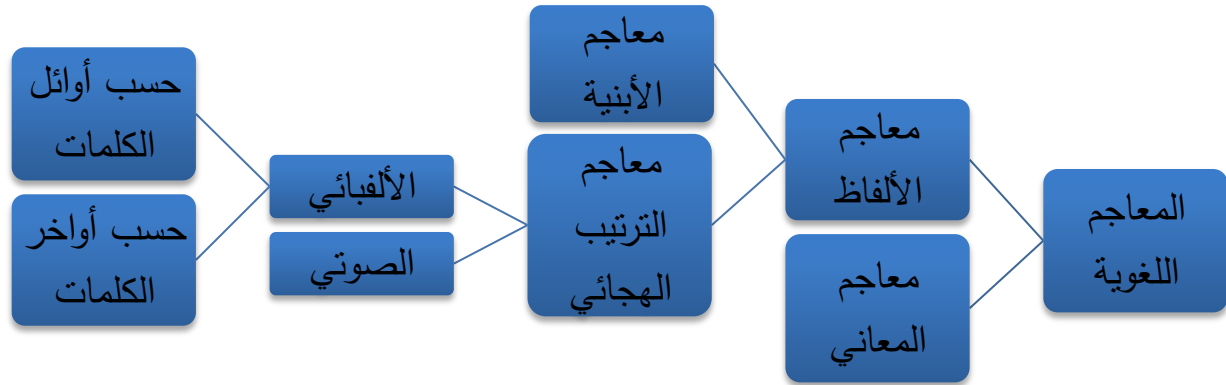 المعاجم
اللغوية
معاجم
الألفاظ
معاجم
المعاني
معاجم
الأبنية
معاجم
الترتيب
الهجائي
الألفبائي
الصوتي
حسب أوائل
الكلمات
حسب أواخر
الكلمات